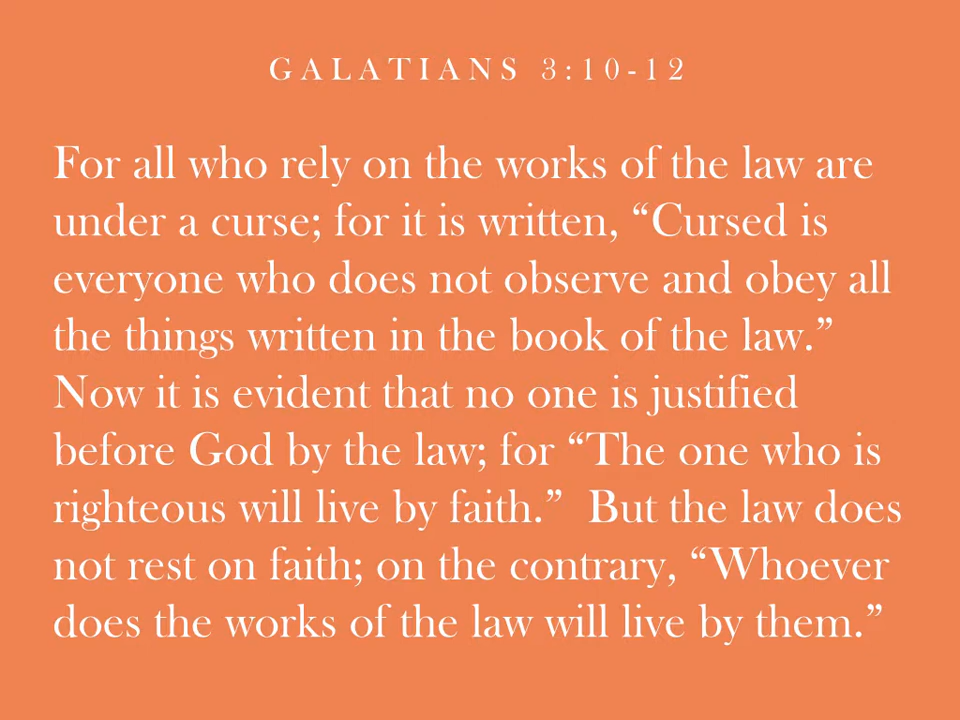 GALATIANS 3:10-12
For all who rely on the works of the law are
under a curse; for it is written, “Cursed is
everyone who does not observe and obey all
the things written in the book of the law.”
Now it is evident that no one is justified
before God by the law; for “The one who is
righteous will live by faith.”  But the law does
not rest on faith; on the contrary, “Whoever
does the works of the law will live by them.”